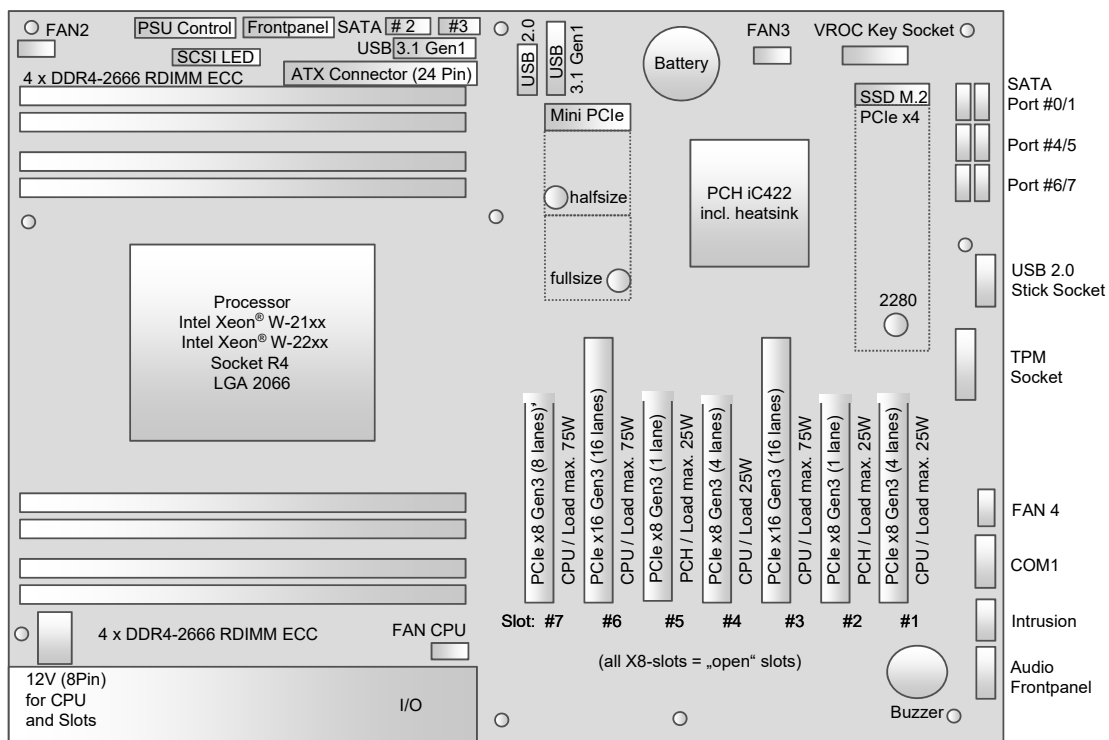 FAN2
PSU Control
Frontpanel
SATA
# 2
#3
USB
3.1 Gen1
SCSI LED
ATX Connector (24 Pin)
4 x DDR4-2666 RDIMM ECC
USB 2.0
USB 3.1 Gen1
Battery
FAN3
VROC Key Socket
Mini PCIe
halfsize
fullsize
PCH iC422
incl. heatsink
SSD M.2
PCIe x4
2280
SATA
Port #0/1
Port #4/5
Port #6/7
USB 2.0
Stick Socket
TPM
Socket
Processor
Intel Xeon® W-21xx
Intel Xeon® W-22xx
Socket R4
LGA 2066
PCIe x8 Gen3 (8 lanes)
CPU / Load max. 75W
PCIe x16 Gen3 (16 lanes)
CPU / Load max. 75W
PCIe x8 Gen3 (1 lane)
PCH / Load max. 25W
PCIe x8 Gen3 (4 lanes)
CPU / Load 25W
PCIe x16 Gen3 (16 lanes)
CPU / Load max. 75W
PCIe x8 Gen3 (1 lane)
PCH / Load max. 25W
PCIe x8 Gen3 (4 lanes)
CPU / Load max. 25W
Slot: #7 #6 #5 #4 #3 #2 #1
(all X8-slots = „open“ slots)
FAN 4
COM1
Intrusion
Audio
Frontpanel
Buzzer
4 x DDR4-2666 RDIMM ECC
FAN CPU
12V (8Pin)
for CPU
and Slots
I/O